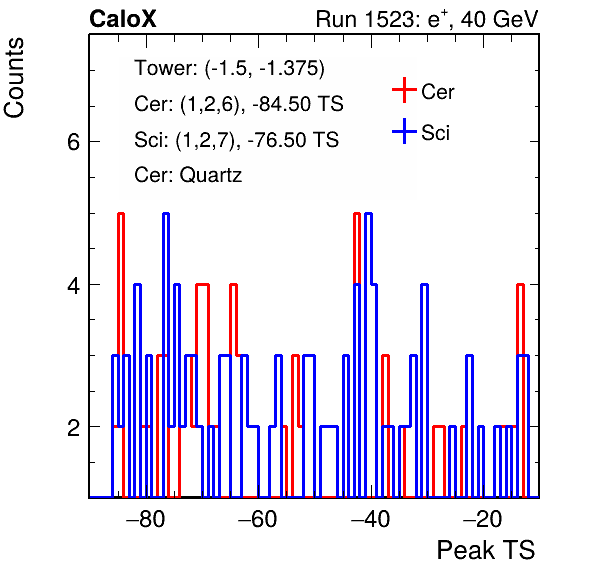 CaloX Run 1523: e+, 40 GeV
Counts
Tower: (-1.5, -1.375)
Cer: (1,2,6), -84.50 TS
Sci: (1,2,7), -76.50 TS
Cer: Quartz
Cer
Sci
6
4
2
−80 −60 −40 −20
Peak TS